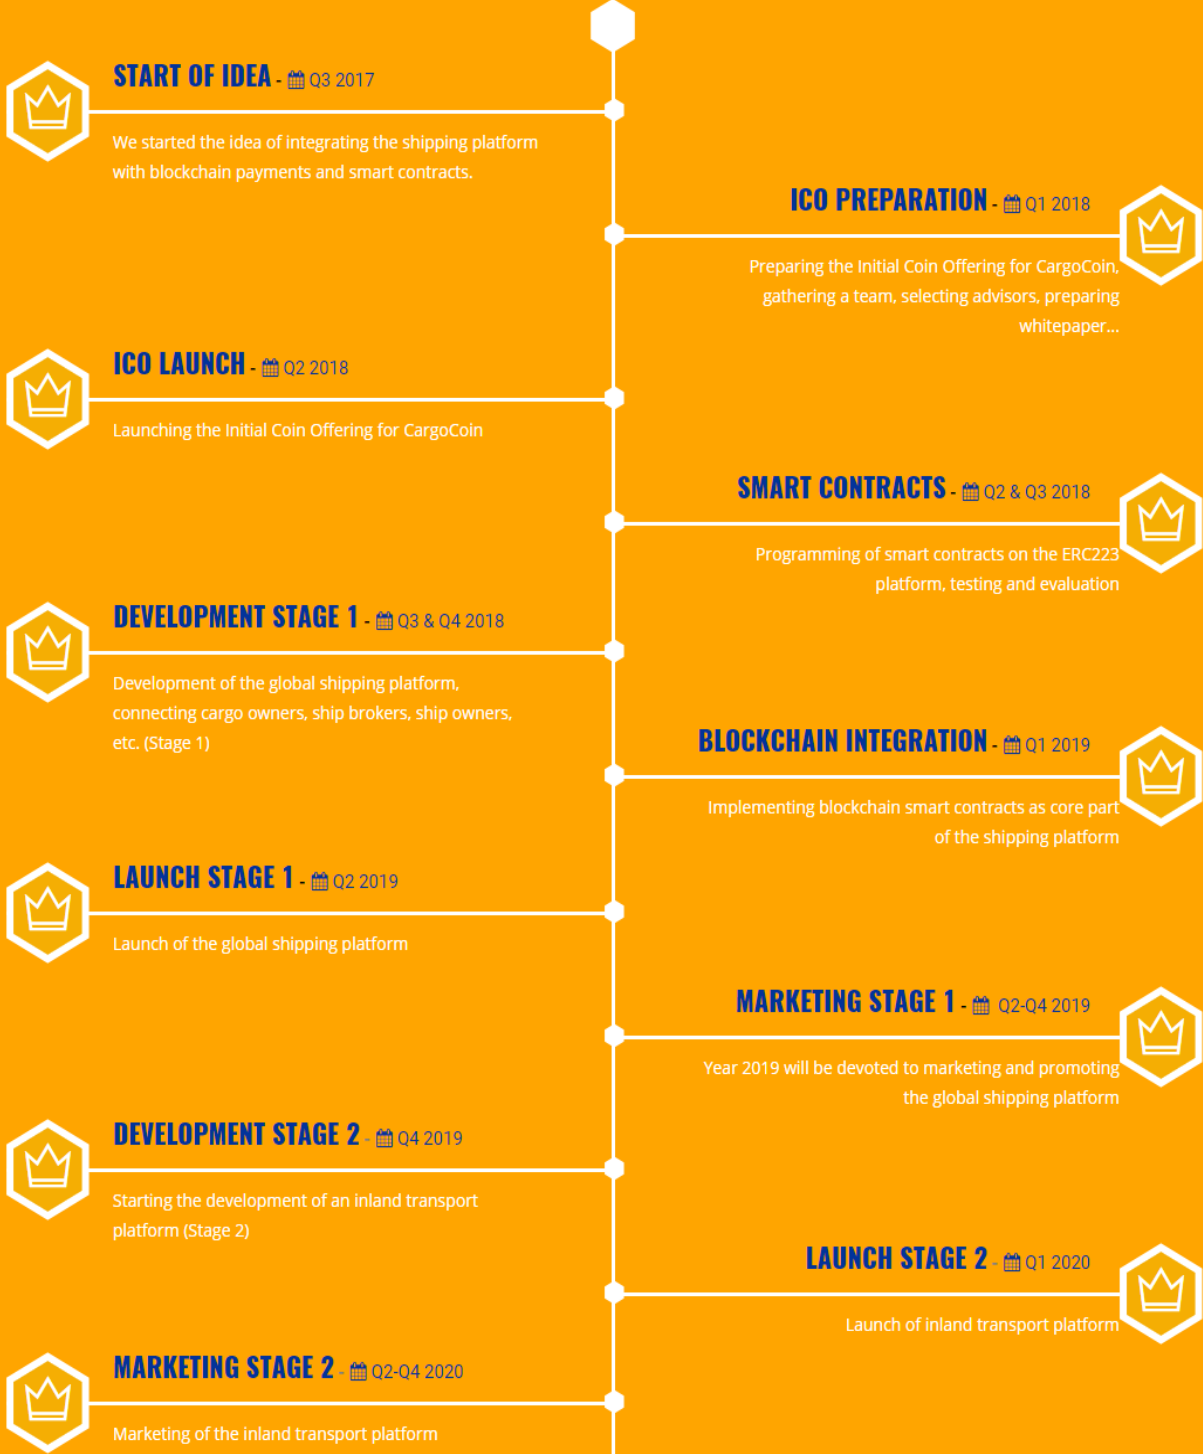 START OF IDEA - Q3 2017
We started the idea of integrating the shipping platform
with blockchain payments and smart contracts.
ICO PREPARATION - Q1 2018
Preparing the Initial Coin Offering for CargoCoin,
gathering a team, selecting advisors, preparing
whitepaper...
ICO LAUNCH - Q2 2018
Launching the Initial Coin Offering for CargoCoin
SMART CONTRACTS - Q2 & Q3 2018
Programming of smart contracts on the ERC223
platform, testing and evaluation
DEVELOPMENT STAGE 1 - Q3 & Q4 2018
Development of the global shipping platform,
connecting cargo owners, ship brokers, ship owners,
etc. (Stage 1)
BLOCKCHAIN INTEGRATION - Q1 2019
Implementing blockchain smart contracts as core part
of the shipping platform
LAUNCH STAGE 1 - Q2 2019
Launch of the global shipping platform
MARKETING STAGE 1 - Q2-Q4 2019
Year 2019 will be devoted to marketing and promoting
the global shipping platform
DEVELOPMENT STAGE 2 - Q4 2019
Starting the development of an inland transport
platform (Stage 2)
LAUNCH STAGE 2 - Q1 2020
Launch of inland transport platform
MARKETING STAGE 2 - Q2-Q4 2020
Marketing of the inland transport platform